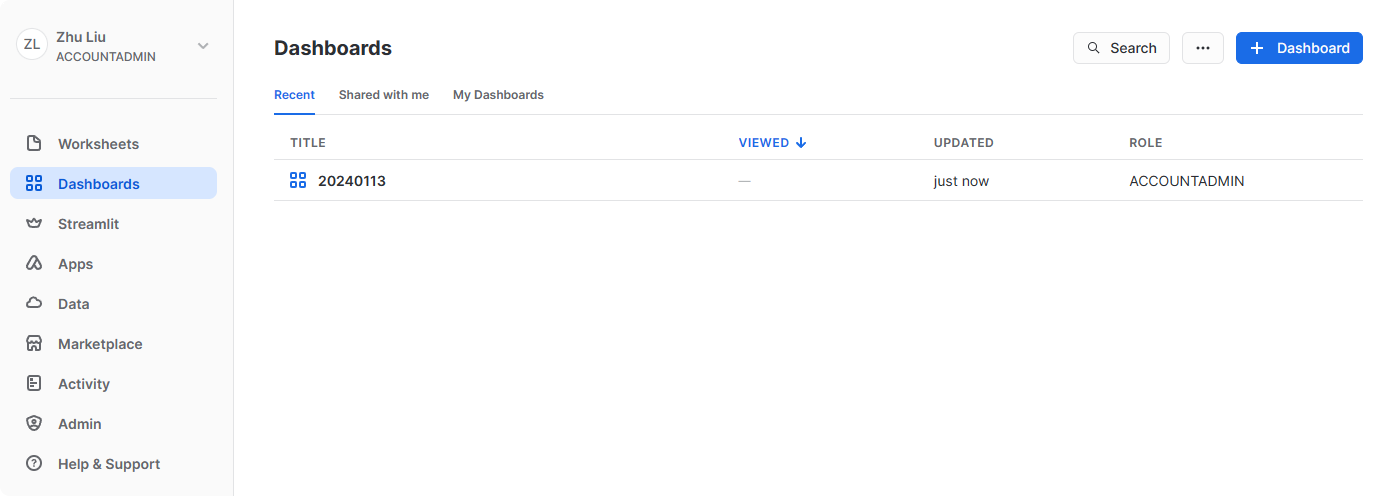 ZL
Zhu Liu
ACCOUNTADMIN
Worksheets
Dashboards
Streamlit
Apps
Data
Marketplace
Activity
Admin
Help & Support
Dashboards
Search
Dashboard
Recent Shared with me My Dashboards
TITLE VIEWED UPDATED ROLE
20240113 — just now ACCOUNTADMIN